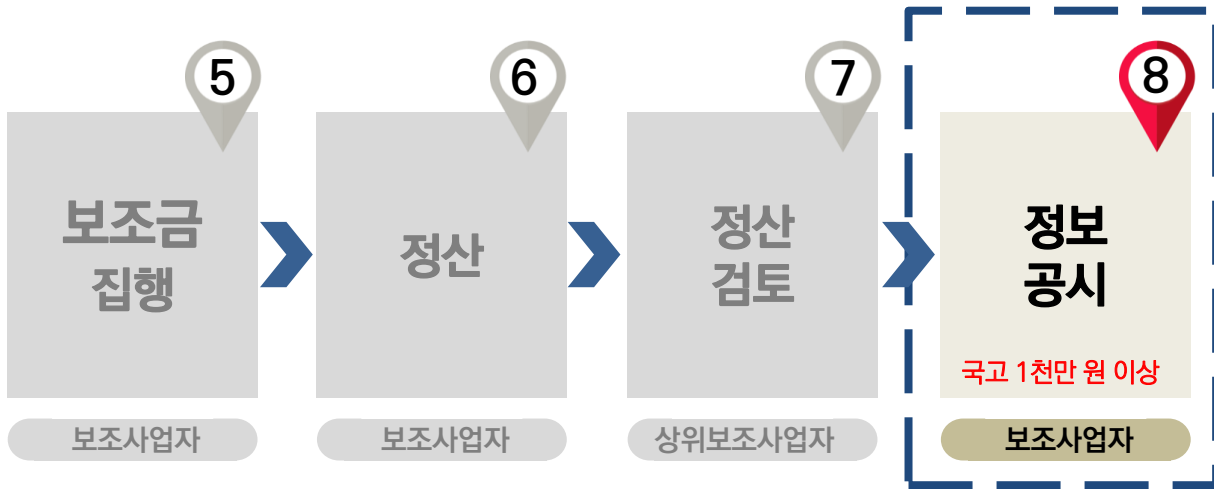 5
보조금
집행
보조사업자
6
정산
보조사업자
7
정산
검토
상위보조사업자
8
정보
공시
국고 1천만 원 이상
보조사업자